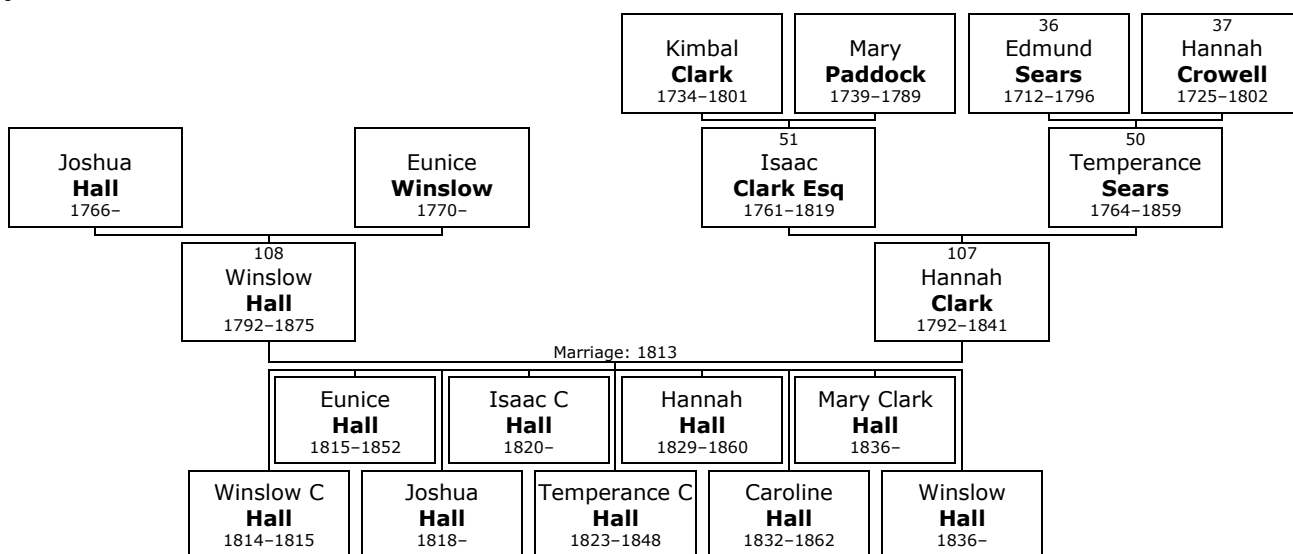 Kimbal
Clark
1734–1801
Mary
Paddock
1739–1789
36
Edmund
Sears
1712–1796
37
Hannah
Crowell
1725–1802
Joshua
Hall
1766–
Eunice
Winslow
1770–
51
Isaac
Clark Esq
1761–1819
50
Temperance
Sears
1764–1859
108
Winslow
Hall
1792–1875
107
Hannah
Clark
1792–1841
Marriage: 1813
Eunice
Hall
1815–1852
Isaac C
Hall
1820–
Hannah
Hall
1829–1860
Mary Clark
Hall
1836–
Winslow C
Hall
1814–1815
Joshua
Hall
1818–
Temperance C
Hall
1823–1848
Caroline
Hall
1832–1862
Winslow
Hall
1836–